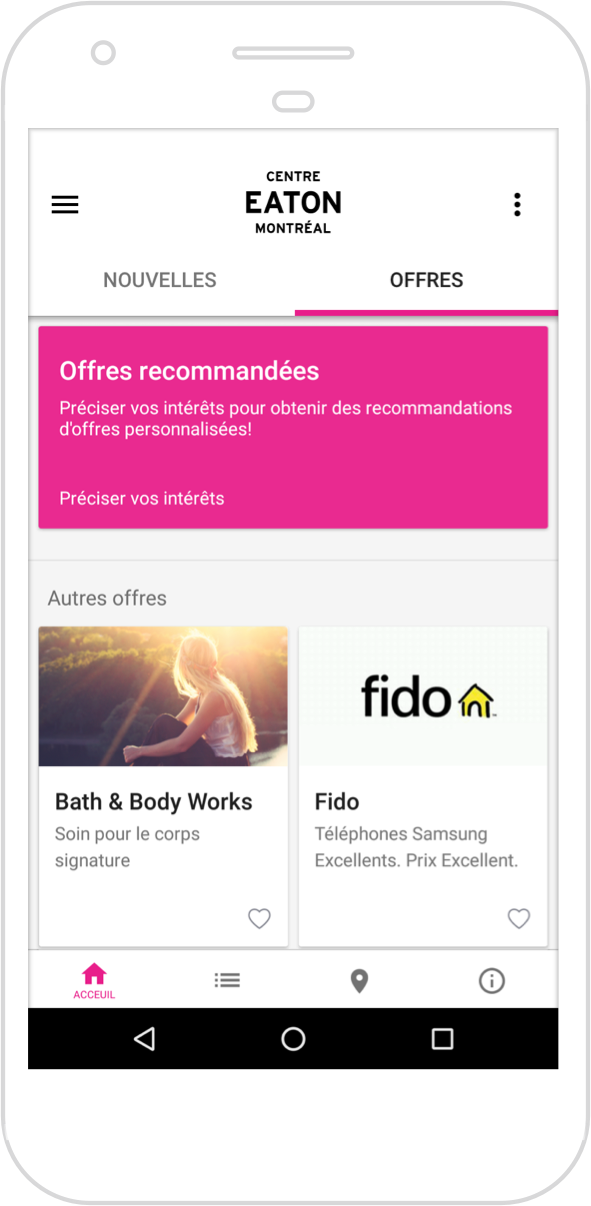 CENTRE
EATON
MONTRÉAL
NOUVELLES
OFFRES
Offres recommandées
Préciser vos intérêts pour obtenir des recommandations
d'offres personnalisées!
Préciser vos intérêts
Autres offres
fido
Bath & Body Works
Soin pour le corps
signature
Fido
Téléphones Samsung
Excellents. Prix Excellent.
ACCEUIL